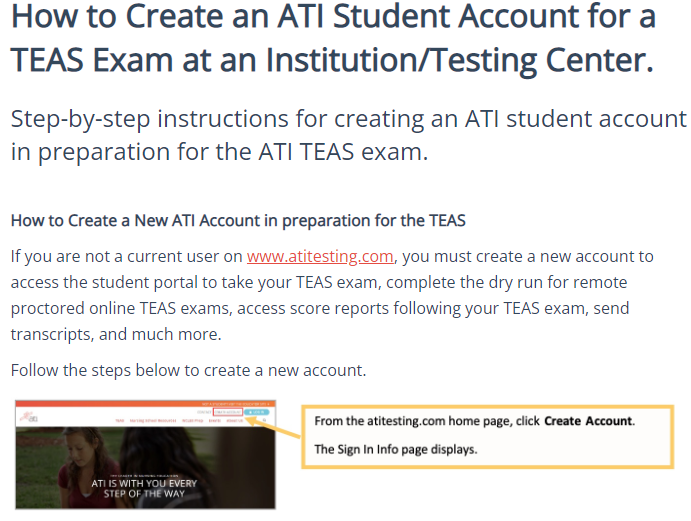 How to Create an ATI Student Account for a
TEAS Exam at an Institution/Testing Center.
Step-by-step instructions for creating an ATI student account
in preparation for the ATI TEAS exam.
How to Create a New ATI Account in preparation for the TEAS
If you are not a current user on www.atitesting.com, you must create a new account to
access the student portal to take your TEAS exam, complete the dry run for remote
proctored online TEAS exams, access score reports following your TEAS exam, send
transcripts, and much more.
Follow the steps below to create a new account.
From the atitesting.com home page, click Create Account.
The Sign In Info page displays.
ati
ATI IS WITH YOU EVERY
STEP OF THE WAY